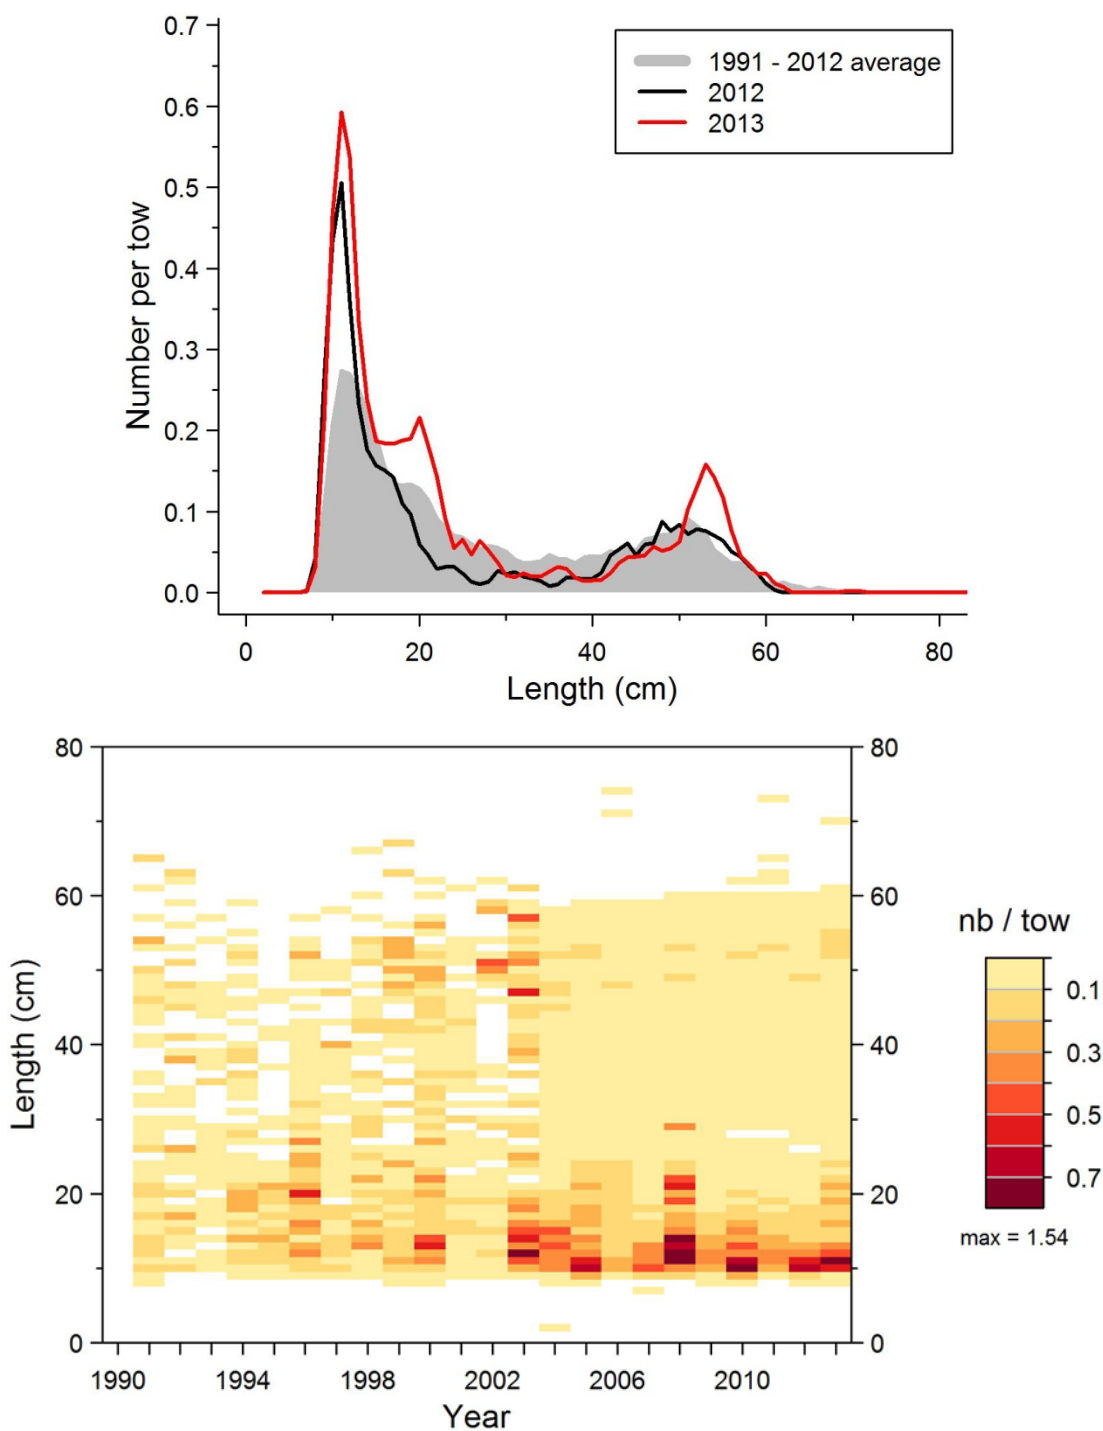 0.7
0.6
0.5
0.4
0.3
0.2
0.1
0.0
Number per tow
1991 - 2012 average
2012
2013
0 20 40 60 80
Length (cm)
80 80
60 60
40 40
20 20
0 0
Length (cm)
1990 1994 1998 2002 2006 2010
Year
nb / tow
0.1
0.3
0.5
0.7
max = 1.54